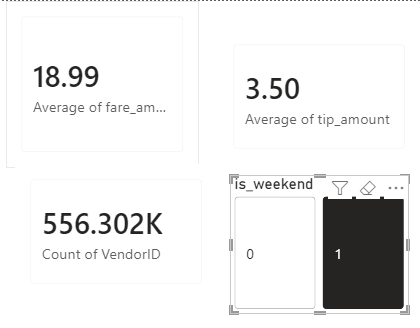 18.99
Average of fare_am...
3.50
Average of tip_amount
556.302K
Count of VendorID
is_weekend
0
1